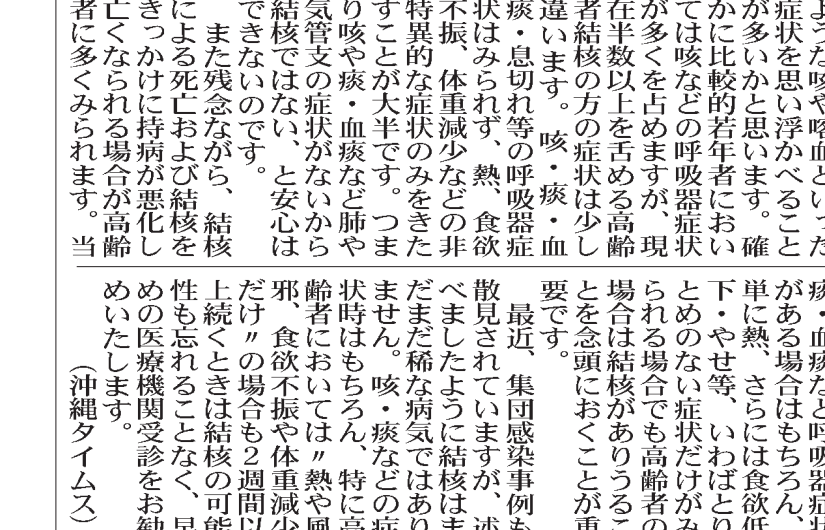 ような咳や喀血といった
症状を思い浮かべること
が多いかと思います。確
かに比較的若年者におい
ては咳などの呼吸器症状
が多くを占めますが、現
在半数以上を舌める高齢
者結核の方の症状は少し
違います。咳・痰・血
痰・息切れ等の呼吸器症
状はみられず、熱、食欲
不振、体重減少などの非
特異的な症状のみをきた
すことが大半です。つま
り咳や痰・血痰など肺や
気管支の症状がないから
結核ではない、と安心は
できないのです。
また残念ながら、結核
による死亡および結核を
きっかけに持病が悪化し
亡くなられる場合が高齢
者に多くみられます。当
痰・血痰など呼吸器症状
がある場合はもちろん、
単に熱、さらには食欲低
下・やせ等、いわばとり
とめのない症状だけがみ
られる場合でも高齢者の
場合は結核がありうるこ
とを念頭におくことが重
要です。
最近、集団感染事例も
散見されていますが、述
べましたように結核はま
だまだ稀な病気ではあり
ません。咳・痰などの症
状時はもちろん、特に高
齢者においては〃熱や風
邪、食欲不振や体重減少
だけ〃の場合も2週間以
上続くときは結核の可能
性も忘れることなく、早
めの医療機関受診をお勧
めいたします。
（沖縄タイムス）